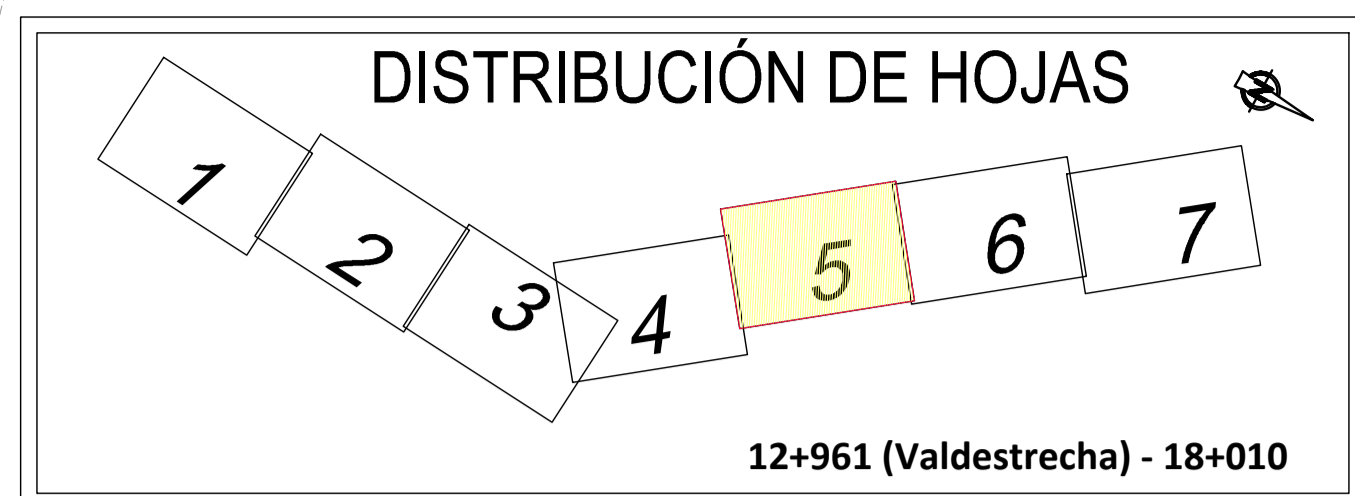 DISTRIBUCIÓN DE HOJAS
N
1
2
3
4
5
6
7
12+961 (Valdestrecha) - 18+010